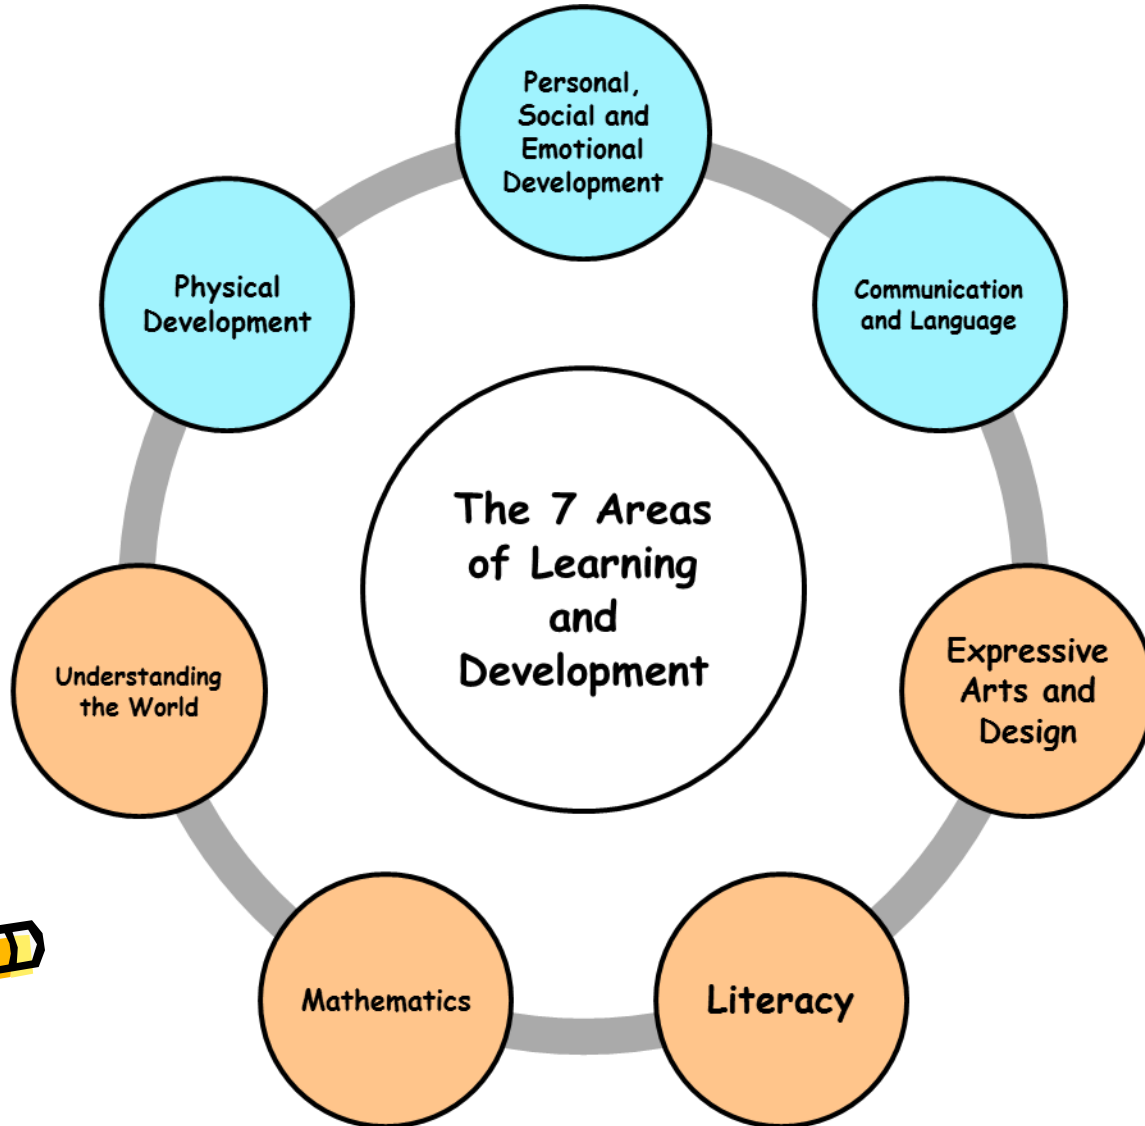 Personal,
Social and
Emotional
Development
Physical
Development
Communication
and Language
The 7 Areas
of Learning
and
Development
Understanding
the World
Expressive
Arts and
Design
Mathematics
Literacy